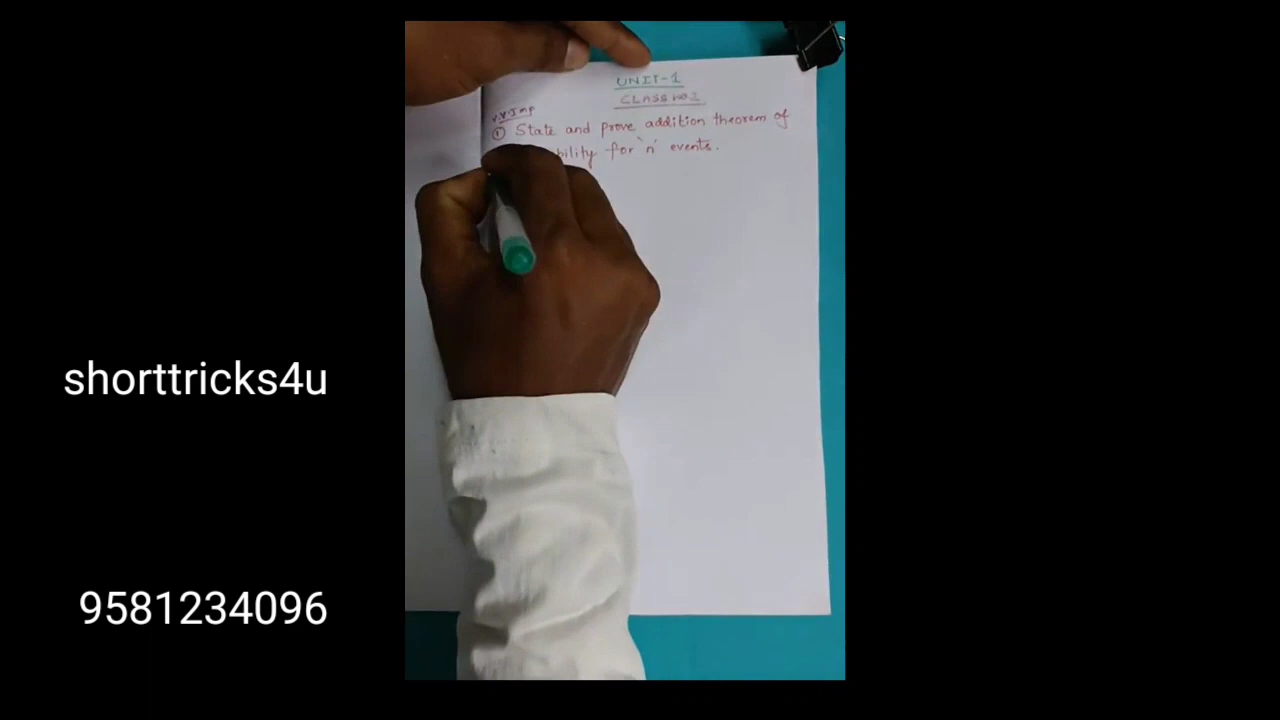 UNIT-1
CLASS NO 1
V.V.Imp
① State and prove addition theorem of
bility for 'n' events.
shorttricks4u
9581234096